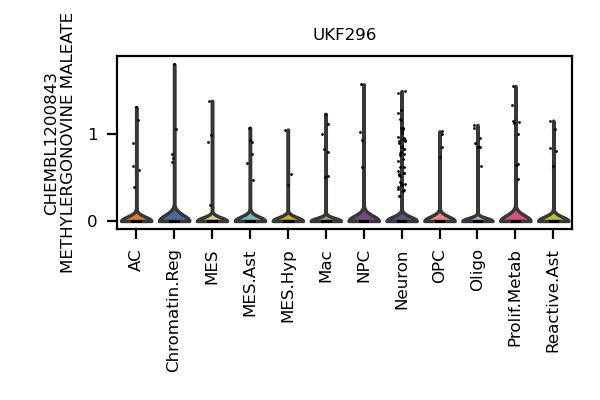 UKF296
CHEMBL1200843
METHYLERGONOVINE MALEATE
1
0
AC
Chromatin.Reg
MES
MES.Ast
MES.Hyp
Mac
NPC
Neuron
OPC
Oligo
Prolif.Metab
Reactive.Ast